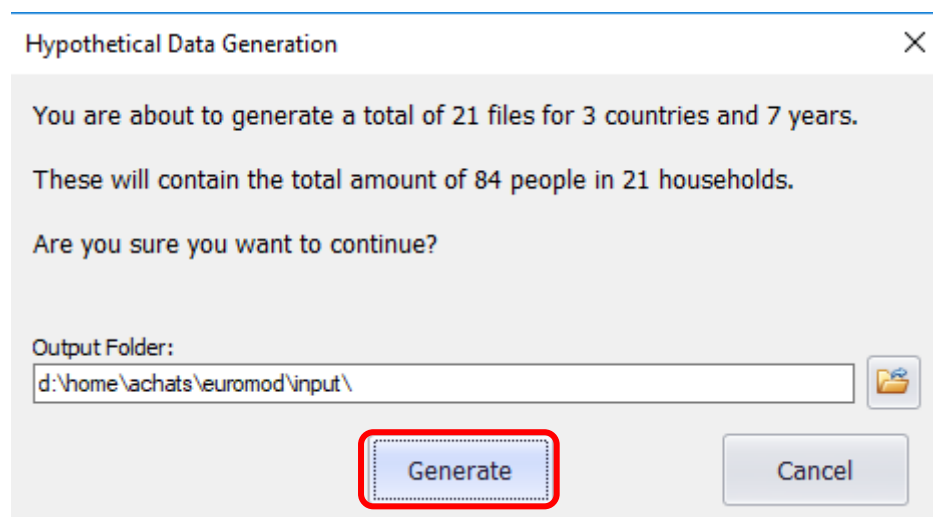 Hypothetical Data Generation
You are about to generate a total of 21 files for 3 countries and 7 years.
These will contain the total amount of 84 people in 21 households.
Are you sure you want to continue?
Output Folder:
d:\home\achats\euromod\input\
Generate
Cancel